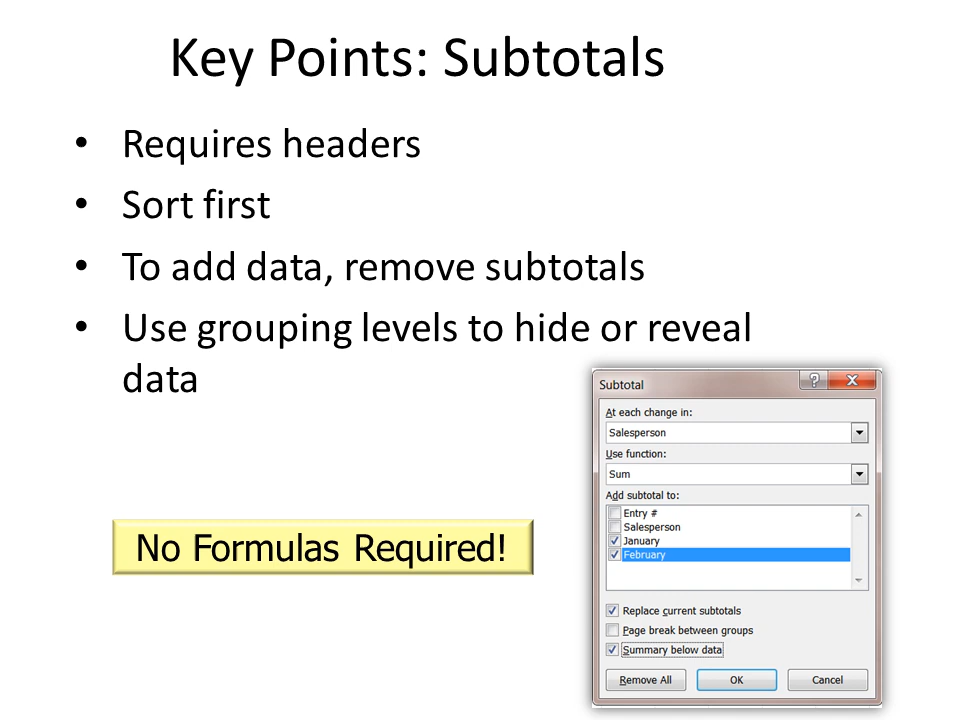 Key Points: Subtotals
• Requires headers
• Sort first
• To add data, remove subtotals
• Use grouping levels to hide or reveal
data
No Formulas Required!
Subtotal
At each change in:
Salesperson
Use function:
Sum
Add subtotal to:
Entry #
Salesperson
January
February
Replace current subtotals
Page break between groups
Summary below data
Remove All OK Cancel